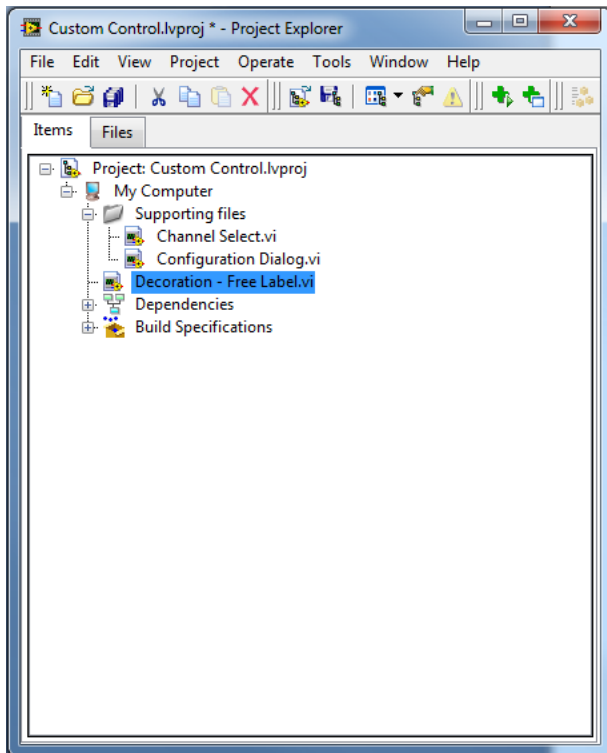 Custom Control.lvproj * - Project Explorer
File Edit View Project Operate Tools Window Help
Items Files
Project: Custom Control.lvproj
My Computer
Supporting files
Channel Select.vi
Configuration Dialog.vi
Decoration - Free Label.vi
Dependencies
Build Specifications